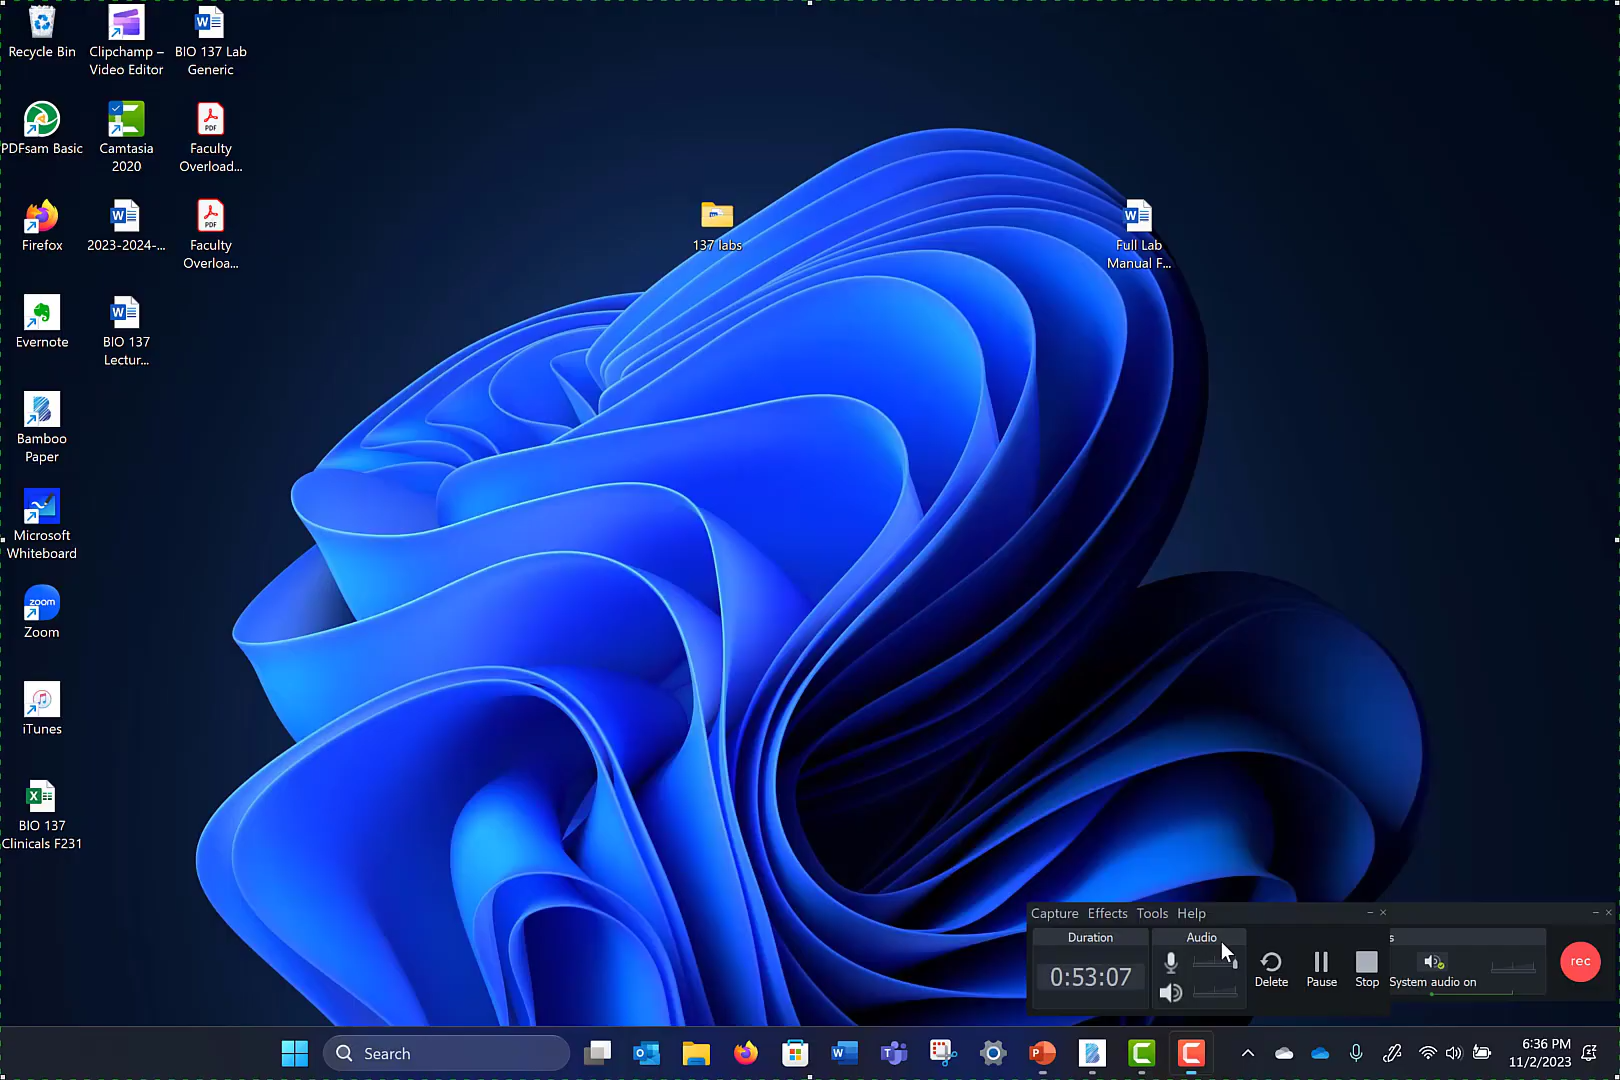 Recycle Bin
Clipchamp –
Video Editor
BIO 137 Lab
Generic
PDFsam Basic
Camtasia
2020
PDF
Faculty
Overload...
Firefox
2023-2024-...
PDF
Faculty
Overloa...
137 labs
Full Lab
Manual F...
Evernote
BIO 137
Lectur...
Bamboo
Paper
Microsoft
Whiteboard
zoom
Zoom
iTunes
BIO 137
Clinicals F231
Capture Effects Tools Help
Duration
0:53:07
Audio
Delete
Pause
Stop
s
System audio on
rec
Search
6:36 PM
11/2/2023